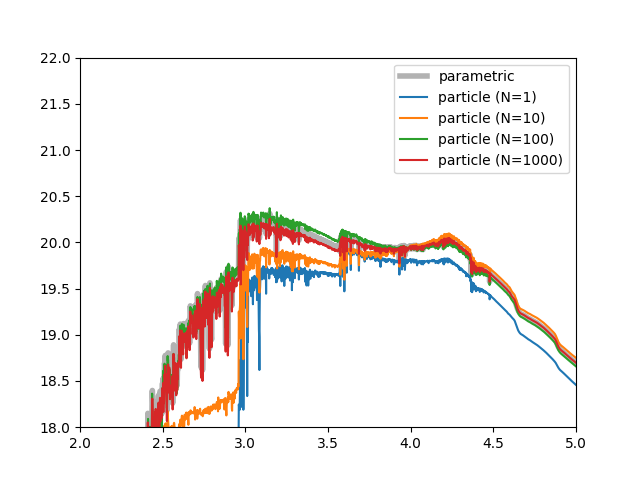 22.0
21.5
21.0
20.5
20.0
19.5
19.0
18.5
18.0
2.0 2.5 3.0 3.5 4.0 4.5 5.0
parametric
particle (N=1)
particle (N=10)
particle (N=100)
particle (N=1000)